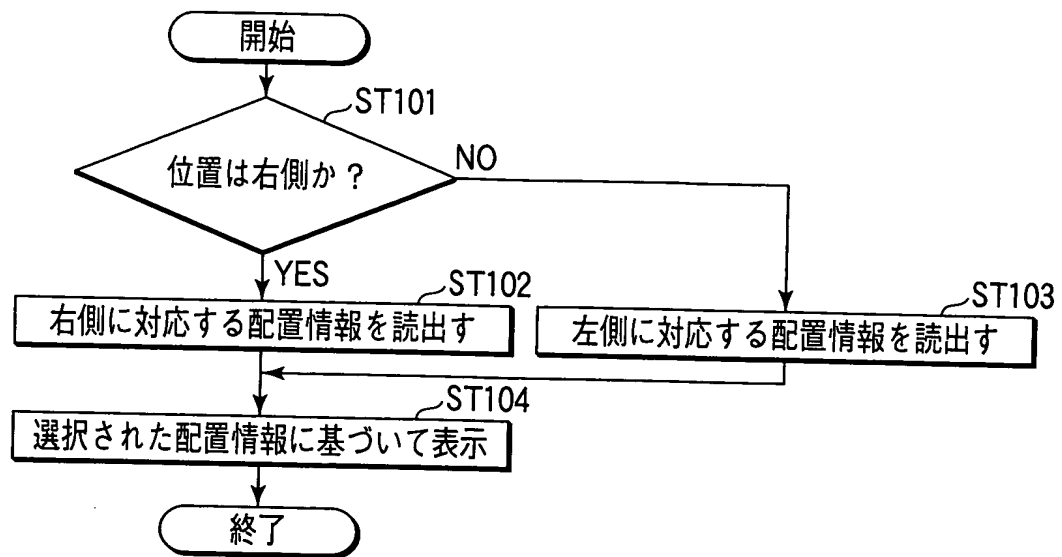 開始
ST101
位置は右側か？
NO
YES
ST102
右側に対応する配置情報を読出す
ST103
左側に対応する配置情報を読出す
ST104
選択された配置情報に基づいて表示
終了